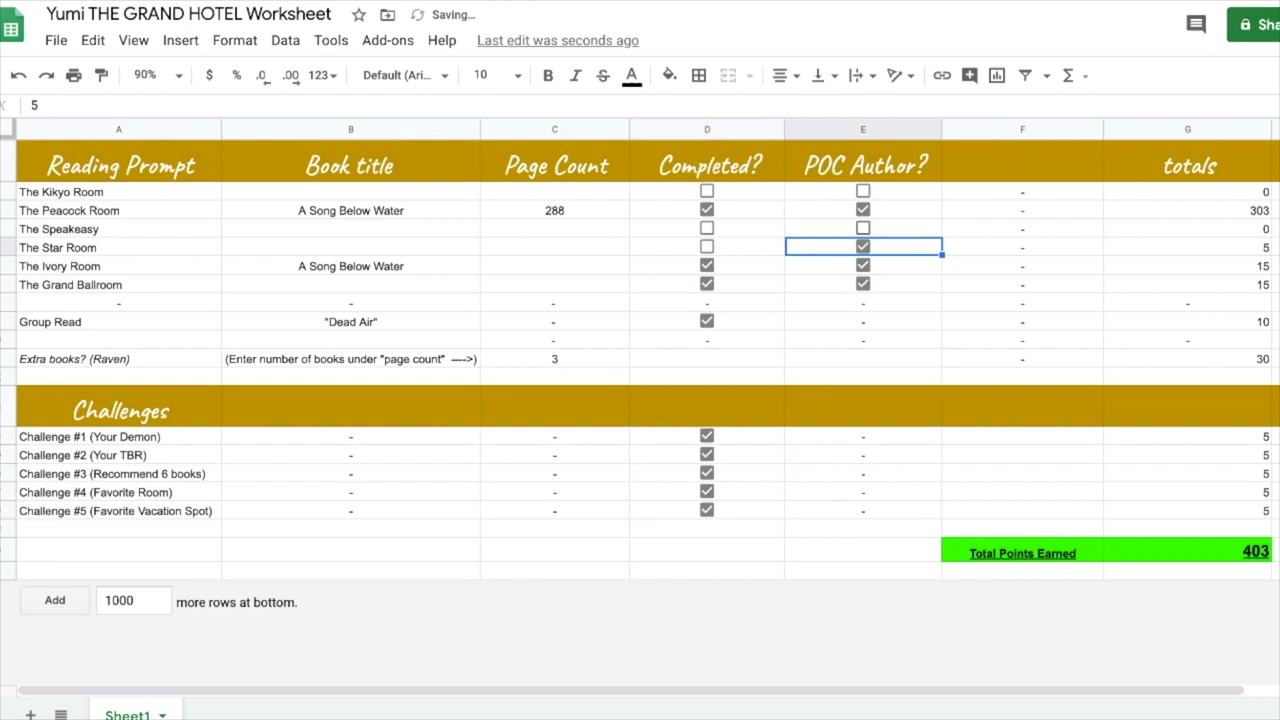 Yumi THE GRAND HOTEL Worksheet Saving...
File Edit View Insert Format Data Tools Add-ons Help Last edit was seconds ago
90% $ % .0 .00 123 Default (Ari... 10 B I S A
5
A B C D E F G
Reading Prompt Book title Page Count Completed? POC Author? totals
The Kikyo Room - 0
The Peacock Room A Song Below Water 288 - 303
The Speakeasy - 0
The Star Room - 5
The Ivory Room A Song Below Water - 15
The Grand Ballroom - 15
- - - - - - -
Group Read "Dead Air" - - - 10
- - - - -
Extra books? (Raven) (Enter number of books under "page count" ---->) 3 - 30
Challenges
Challenge #1 (Your Demon) - - - 5
Challenge #2 (Your TBR) - - - 5
Challenge #3 (Recommend 6 books) - - - 5
Challenge #4 (Favorite Room) - - - 5
Challenge #5 (Favorite Vacation Spot) - - - 5
Total Points Earned 403
Add 1000 more rows at bottom.
Sheet1